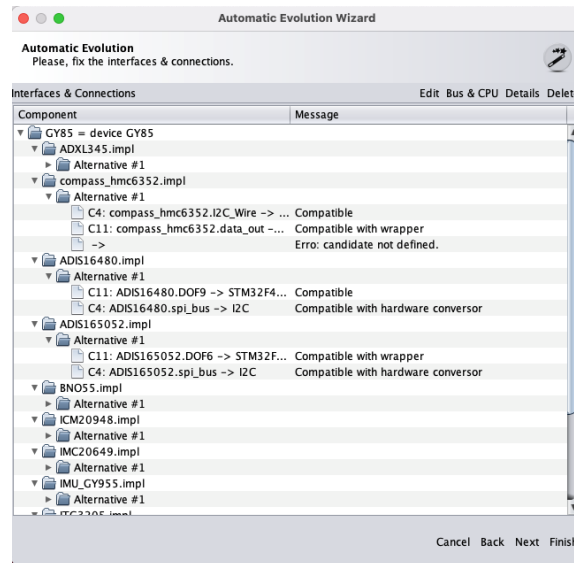 Automatic Evolution Wizard
Automatic Evolution
Please, fix the interfaces & connections.
Interfaces & Connections Edit Bus & CPU Details Delet
Component Message
GY85 = device GY85
ADXL345.impl
Alternative #1
compass_hmc6352.impl
Alternative #1
C4: compass_hmc6352.I2C_Wire -> ... Compatible
C11: compass_hmc6352.data_out -... Compatible with wrapper
-> Erro: candidate not defined.
ADIS16480.impl
Alternative #1
C11: ADIS16480.DOF9 -> STM32F4... Compatible
C4: ADIS16480.spi_bus -> I2C Compatible with hardware conversor
ADIS165052.impl
Alternative #1
C11: ADIS165052.DOF6 -> STM32F... Compatible with wrapper
C4: ADIS165052.spi_bus -> I2C Compatible with hardware conversor
BNO55.impl
Alternative #1
ICM20948.impl
Alternative #1
IMC20649.impl
Alternative #1
IMU_GY955.impl
Alternative #1
ITG3205.impl
Cancel Back Next Finish